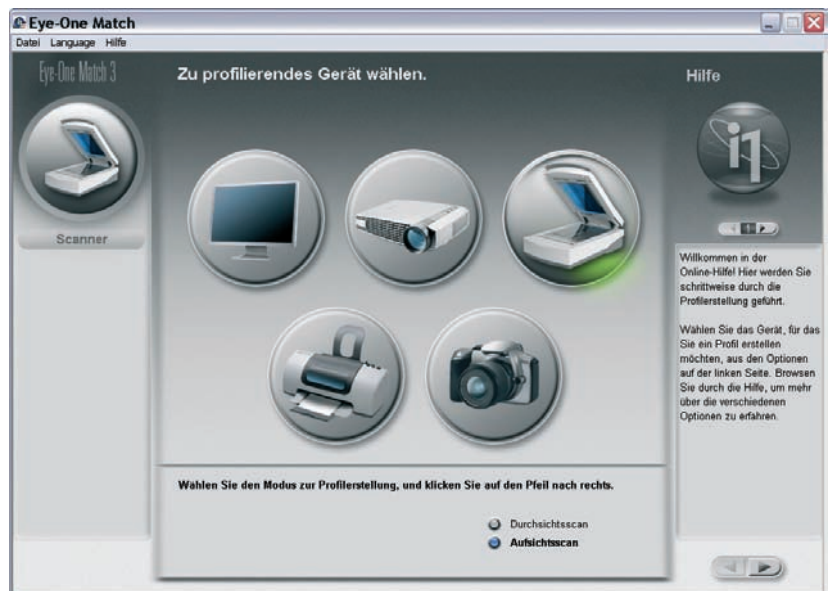 Eye-One Match
Datei Language Hilfe
Eye-One Match 3
Zu profilierendes Gerät wählen.
Hilfe
i1
Scanner
1
Willkommen in der
Online-Hilfe! Hier werden Sie
schrittweise durch die
Profilerstellung geführt.
Wählen Sie das Gerät, für das
Sie ein Profil erstellen
möchten, aus den Optionen
auf der linken Seite. Browsen
Sie durch die Hilfe, um mehr
über die verschiedenen
Optionen zu erfahren.
Wählen Sie den Modus zur Profilerstellung, und klicken Sie auf den Pfeil nach rechts.
Durchsichtsscan
Aufsichtsscan